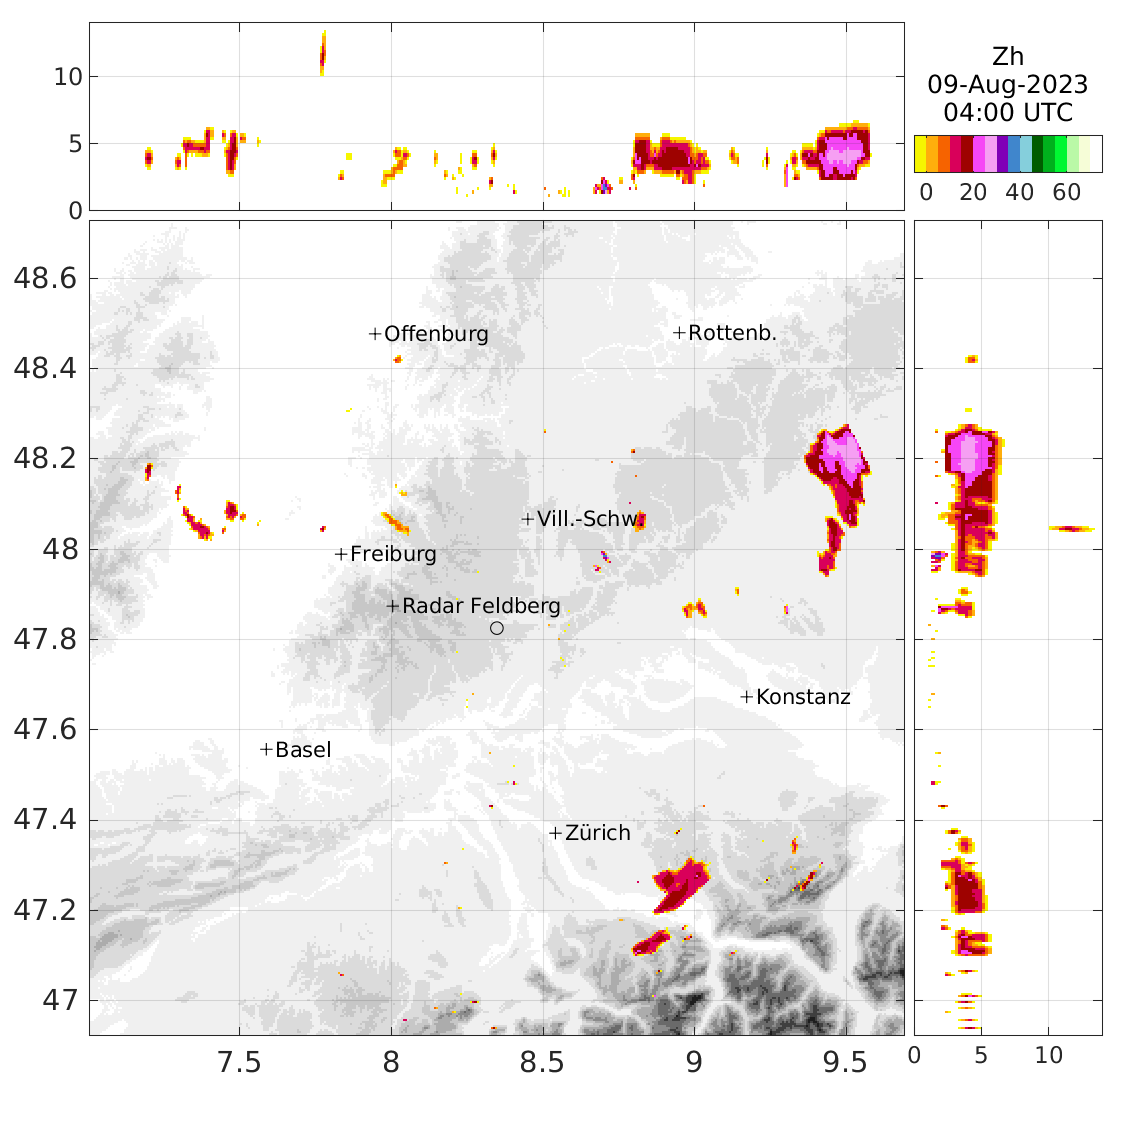 10
5
0
Zh
09-Aug-2023
04:00 UTC
0 20 40 60
48.6
48.4
48.2
48
47.8
47.6
47.4
47.2
47
Offenburg
Rottenb.
Vill.-Schw.
Freiburg
Radar Feldberg
Konstanz
Basel
Zürich
7.5 8 8.5 9 9.5
0 5 10